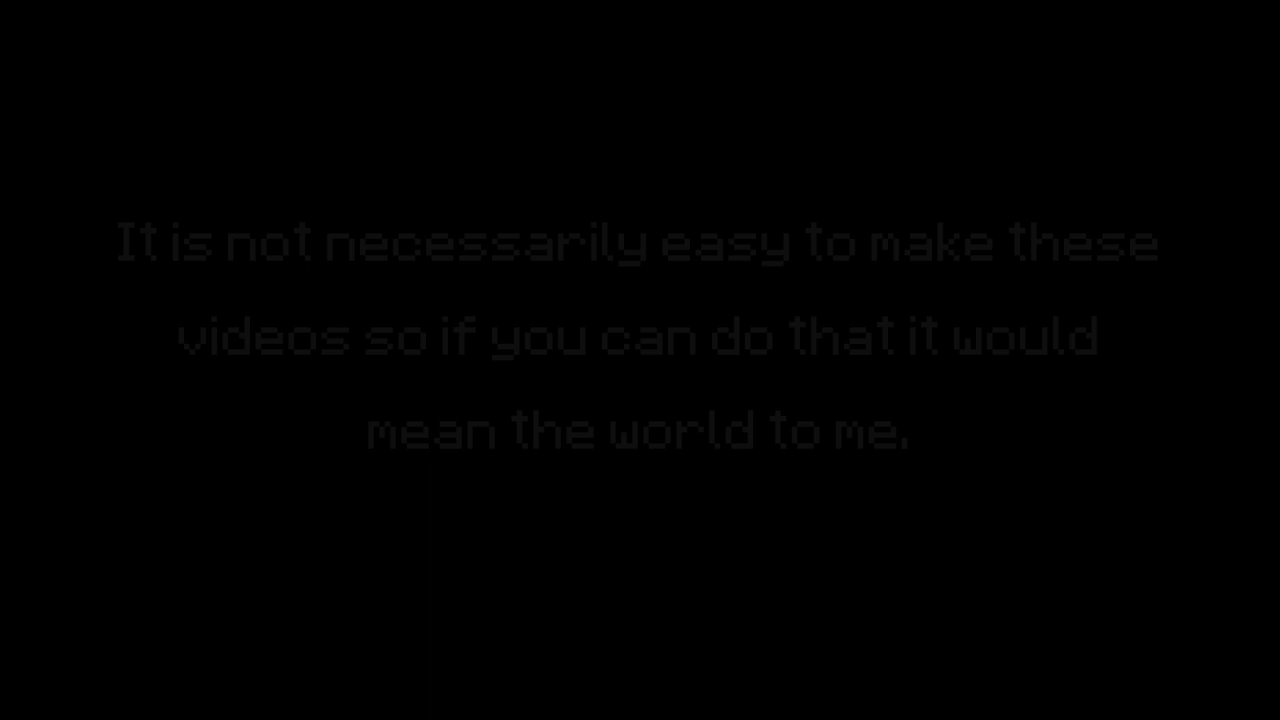 It is not necessarily easy to make these
videos so if you can do that it would
mean the world to me.